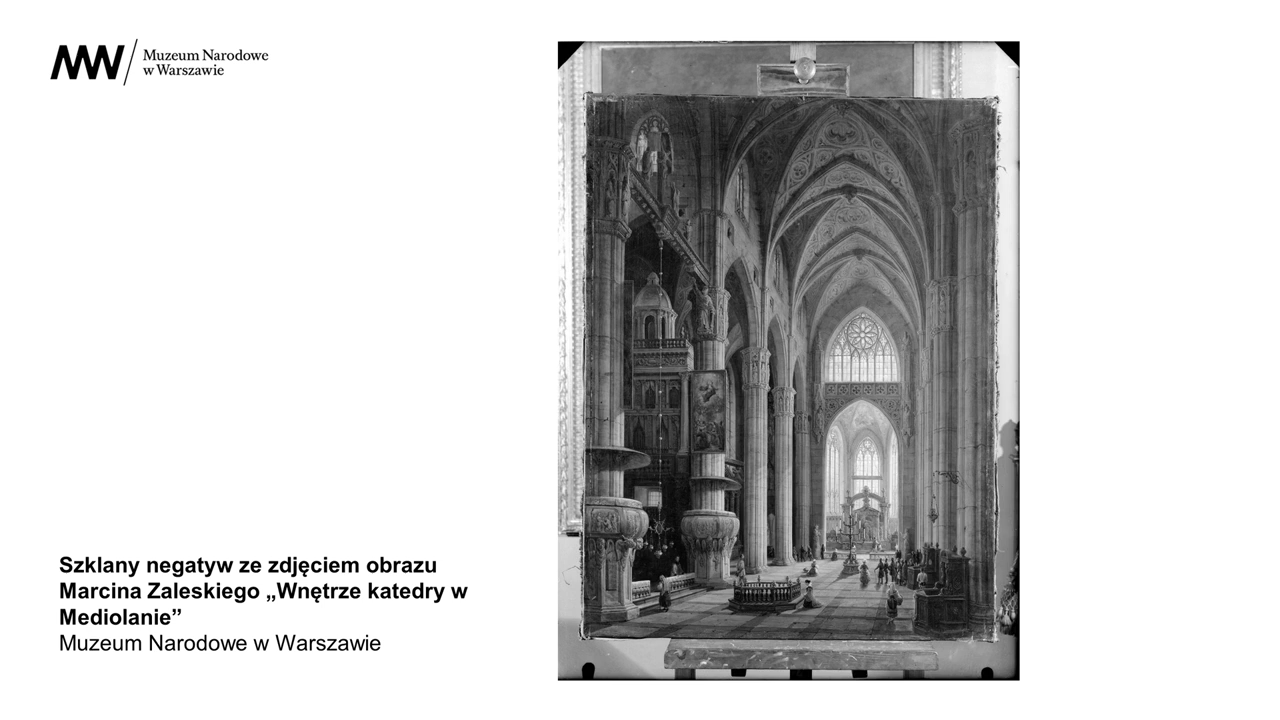 MW
Muzeum Narodowe
w Warszawie
Szklany negatyw ze zdjęciem obrazu
Marcina Zaleskiego „Wnętrze katedry w
Mediolanie”
Muzeum Narodowe w Warszawie